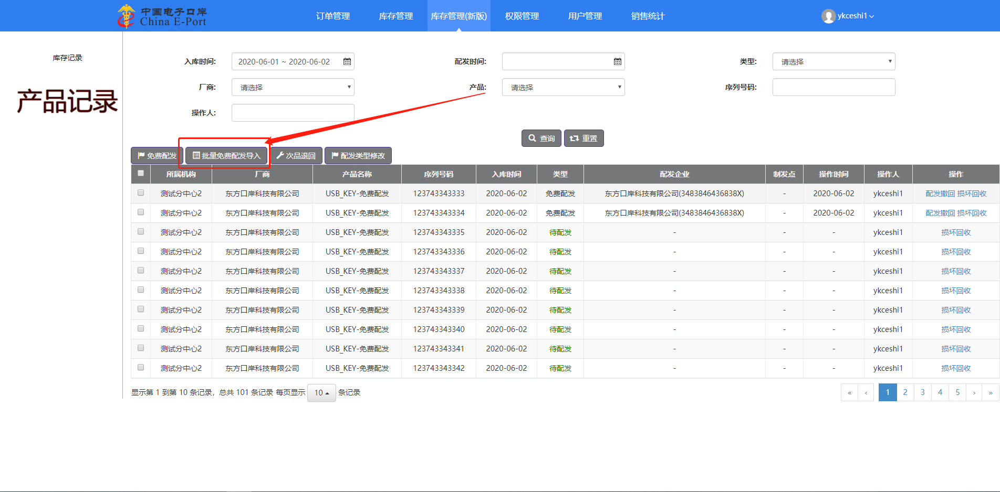 中国电子口岸
China E-Port
订单管理 库存管理 库存管理(新版) 权限管理 用户管理 销售统计 ykceshi1
库存记录
产品记录
入库时间: 2020-06-01 ~ 2020-06-02 配发时间: 类型: 请选择
厂商: 请选择 产品: 请选择 序列号码:
操作人:
查询 重置
免费配发 批量免费配发导入 次品退回 配发类型修改
所属机构 厂商 产品名称 序列号码 入库时间 类型 配发企业 制发点 操作时间 操作人 操作
测试分中心2 东方口岸科技有限公司 USB_KEY-免费配发 123743343333 2020-06-02 免费配发 东方口岸科技有限公司(3483846436838X) - 2020-06-02 ykceshi1 配发撤回 损坏回收
测试分中心2 东方口岸科技有限公司 USB_KEY-免费配发 123743343334 2020-06-02 免费配发 东方口岸科技有限公司(3483846436838X) - 2020-06-02 ykceshi1 配发撤回 损坏回收
测试分中心2 东方口岸科技有限公司 USB_KEY-免费配发 123743343335 2020-06-02 待配发 - - - ykceshi1 损坏回收
测试分中心2 东方口岸科技有限公司 USB_KEY-免费配发 123743343336 2020-06-02 待配发 - - - ykceshi1 损坏回收
测试分中心2 东方口岸科技有限公司 USB_KEY-免费配发 123743343337 2020-06-02 待配发 - - - ykceshi1 损坏回收
测试分中心2 东方口岸科技有限公司 USB_KEY-免费配发 123743343338 2020-06-02 待配发 - - - ykceshi1 损坏回收
测试分中心2 东方口岸科技有限公司 USB_KEY-免费配发 123743343339 2020-06-02 待配发 - - - ykceshi1 损坏回收
测试分中心2 东方口岸科技有限公司 USB_KEY-免费配发 123743343340 2020-06-02 待配发 - - - ykceshi1 损坏回收
测试分中心2 东方口岸科技有限公司 USB_KEY-免费配发 123743343341 2020-06-02 待配发 - - - ykceshi1 损坏回收
测试分中心2 东方口岸科技有限公司 USB_KEY-免费配发 123743343342 2020-06-02 待配发 - - - ykceshi1 损坏回收
显示第 1 到第 10 条记录，总共 101 条记录 每页显示 10 条记录 « ‹ 1 2 3 4 5 › »